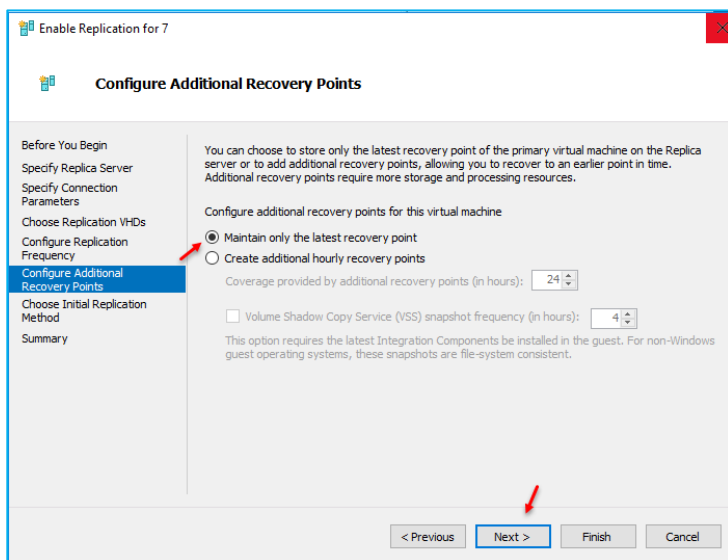 Enable Replication for 7
Configure Additional Recovery Points
Before You Begin
Specify Replica Server
Specify Connection
Parameters
Choose Replication VHDs
Configure Replication
Frequency
Configure Additional
Recovery Points
Choose Initial Replication
Method
Summary
You can choose to store only the latest recovery point of the primary virtual machine on the Replica
server or to add additional recovery points, allowing you to recover to an earlier point in time.
Additional recovery points require more storage and processing resources.
Configure additional recovery points for this virtual machine
Maintain only the latest recovery point
Create additional hourly recovery points
Coverage provided by additional recovery points (in hours): 24
Volume Shadow Copy Service (VSS) snapshot frequency (in hours): 4
This option requires the latest Integration Components be installed in the guest. For non-Windows
guest operating systems, these snapshots are file-system consistent.
< Previous Next > Finish Cancel